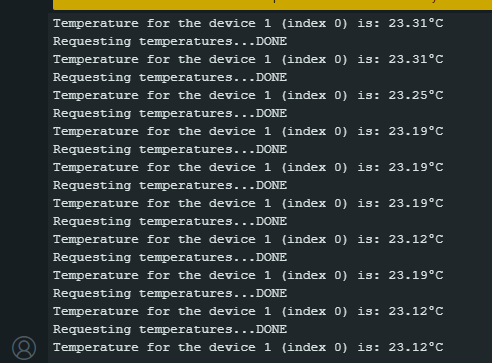 Temperature for the device 1 (index 0) is: 23.31°C
Requesting temperatures...DONE
Temperature for the device 1 (index 0) is: 23.31°C
Requesting temperatures...DONE
Temperature for the device 1 (index 0) is: 23.25°C
Requesting temperatures...DONE
Temperature for the device 1 (index 0) is: 23.19°C
Requesting temperatures...DONE
Temperature for the device 1 (index 0) is: 23.19°C
Requesting temperatures...DONE
Temperature for the device 1 (index 0) is: 23.19°C
Requesting temperatures...DONE
Temperature for the device 1 (index 0) is: 23.12°C
Requesting temperatures...DONE
Temperature for the device 1 (index 0) is: 23.19°C
Requesting temperatures...DONE
Temperature for the device 1 (index 0) is: 23.12°C
Requesting temperatures...DONE
Temperature for the device 1 (index 0) is: 23.12°C